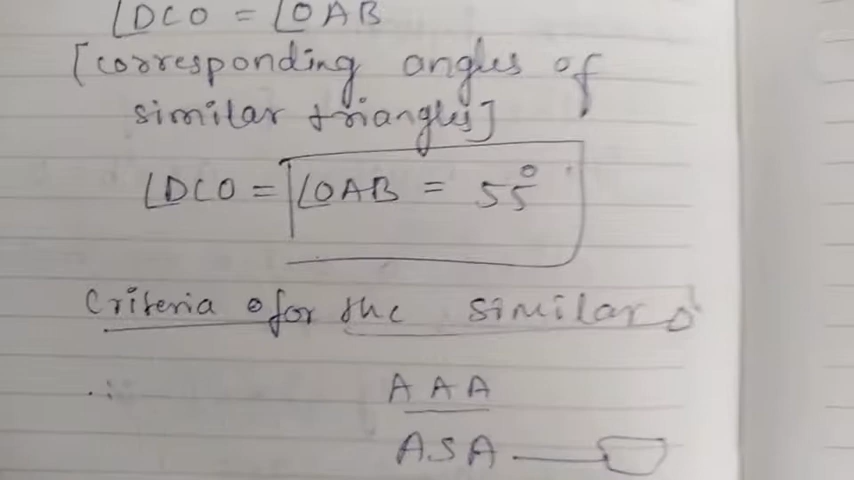 ∠DCO = ∠OAB
[corresponding angles of
similar triangles]
∠DCO = ∠OAB = 55°
Criteria for the similar Δ
∴ AAA
ASA